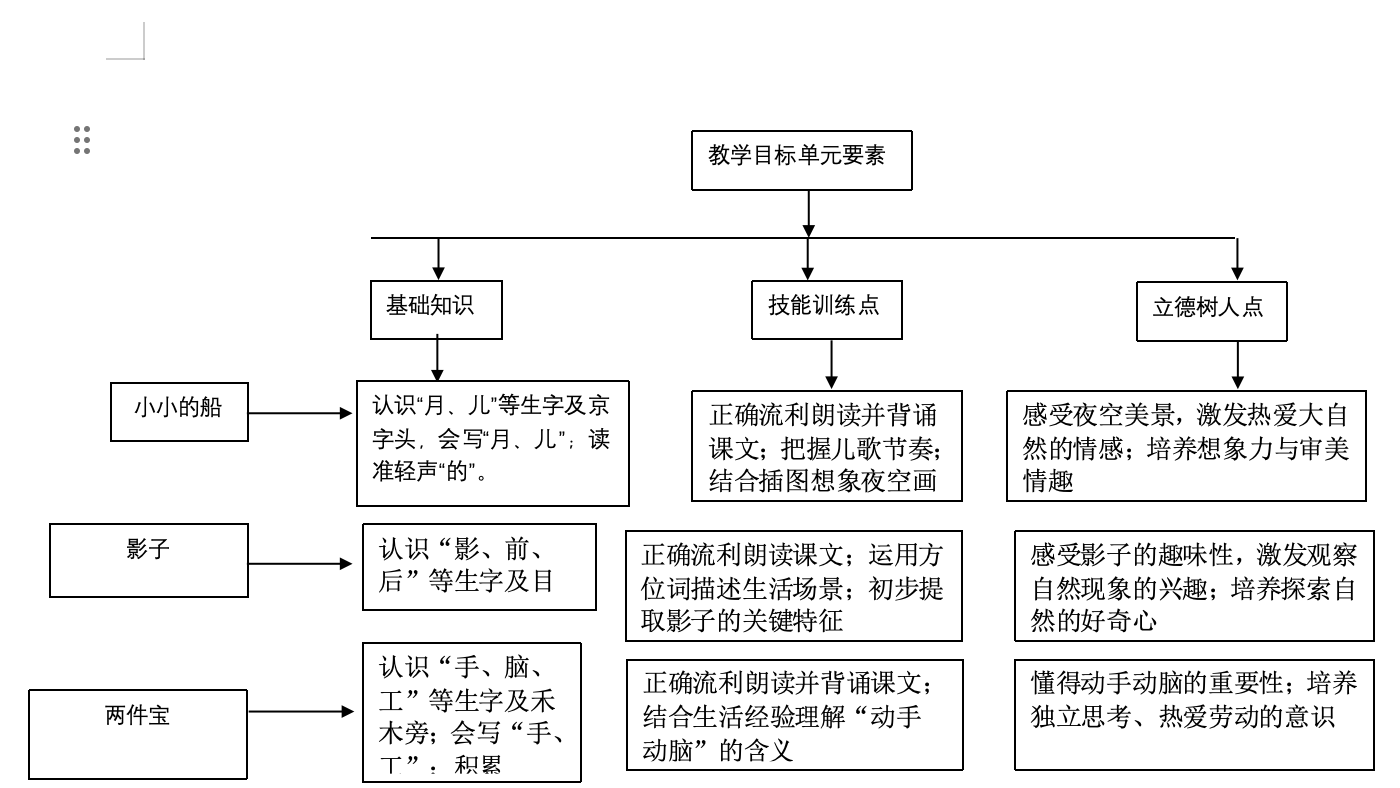 教学目标单元要素
基础知识
技能训练点
立德树人点
小小的船
认识“月、儿”等生字及京
字头，会写“月、儿”；读
准轻声“的”。
正确流利朗读并背诵
课文；把握儿歌节奏；
结合插图想象夜空画
感受夜空美景，激发热爱大自
然的情感；培养想象力与审美
情趣
影子
认识“影、前、
后”等生字及目
正确流利朗读课文；运用方
位词描述生活场景；初步提
取影子的关键特征
感受影子的趣味性，激发观察
自然现象的兴趣；培养探索自
然的好奇心
两件宝
认识“手、脑、
工”等生字及禾
木旁；会写“手、
工”；积累
正确流利朗读并背诵课文；
结合生活经验理解“动手
动脑”的含义
懂得动手动脑的重要性；培养
独立思考、热爱劳动的意识